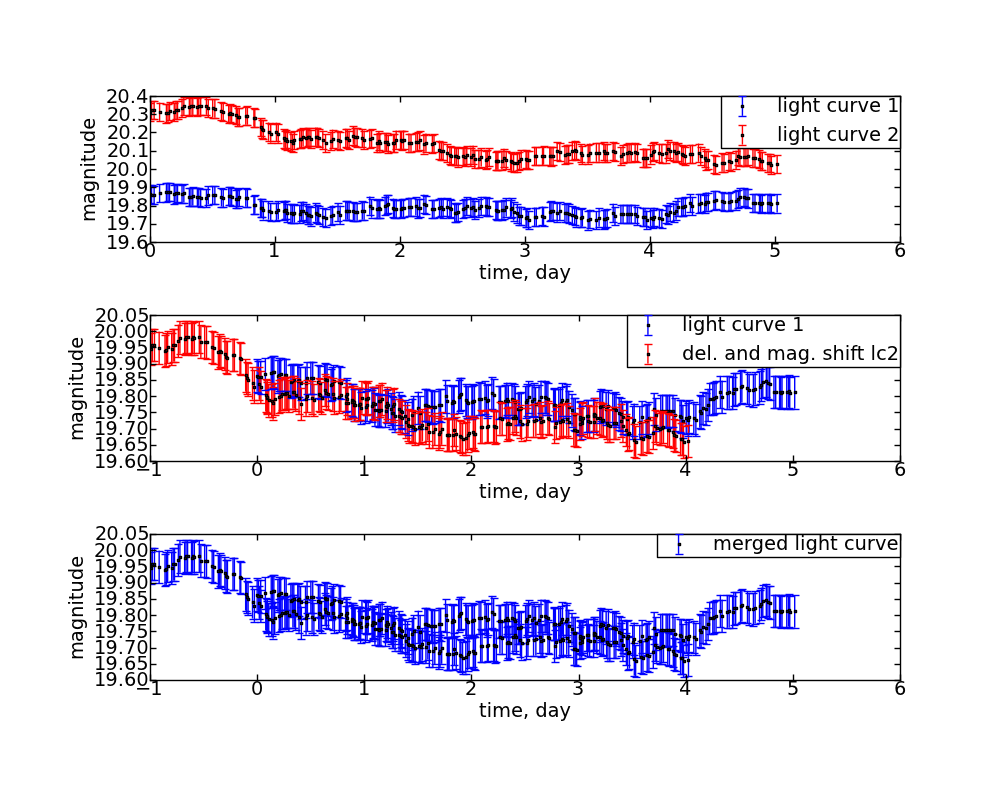 20.4
20.3
20.2
20.1
20.0
19.9
19.8
19.7
19.6
magnitude
light curve 1
light curve 2
0 1 2 3 4 5 6
time, day
20.05
20.00
19.95
19.90
19.85
19.80
19.75
19.70
19.65
19.60
magnitude
light curve 1
del. and mag. shift lc2
−1 0 1 2 3 4 5 6
time, day
20.05
20.00
19.95
19.90
19.85
19.80
19.75
19.70
19.65
19.60
magnitude
merged light curve
−1 0 1 2 3 4 5 6
time, day